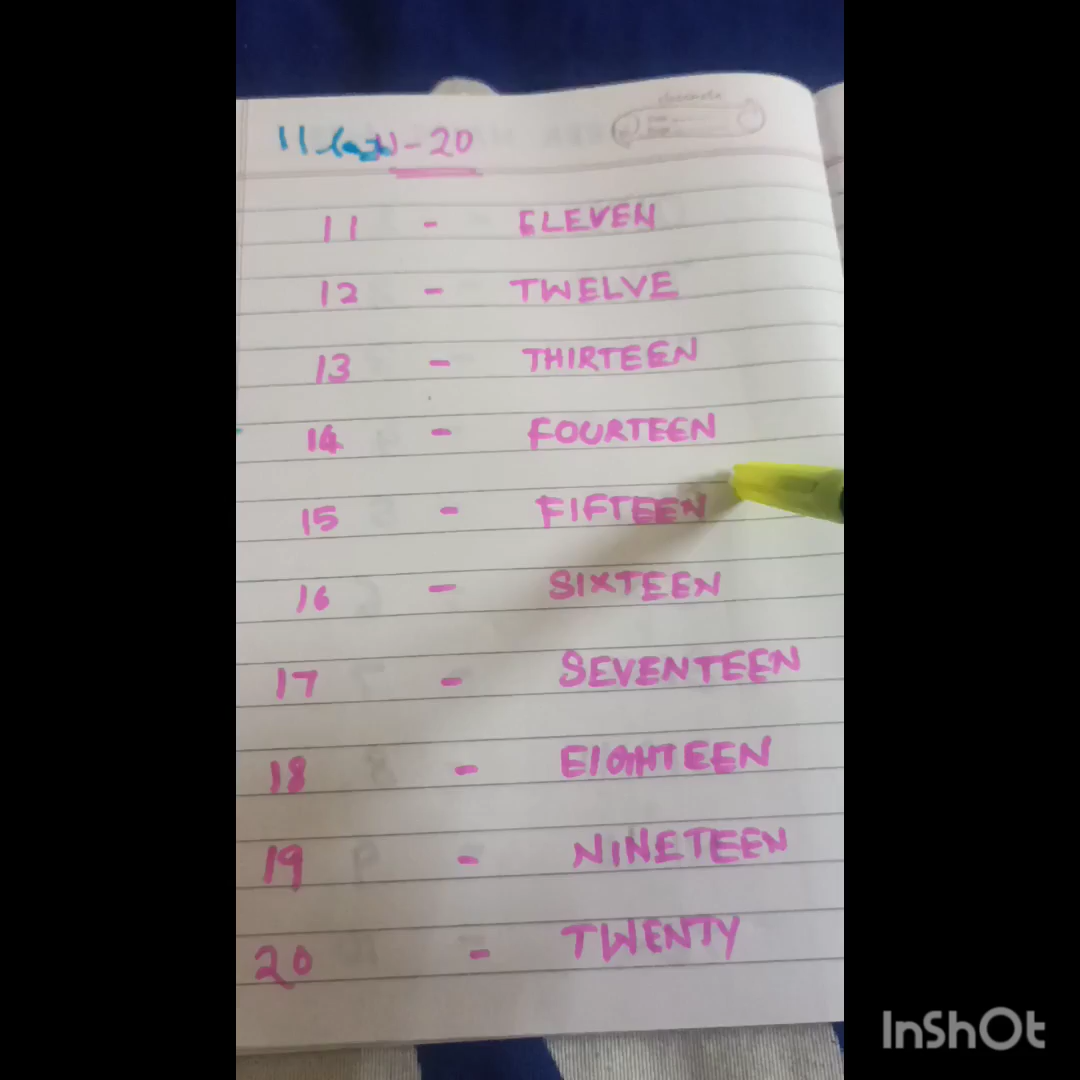 classmate
11 - 20
11 - ELEVEN
12 - TWELVE
13 - THIRTEEN
14 - FOURTEEN
15 - FIFTEEN
16 - SIXTEEN
17 - SEVENTEEN
18 - EIGHTEEN
19 - NINETEEN
20 - TWENTY
InShOt